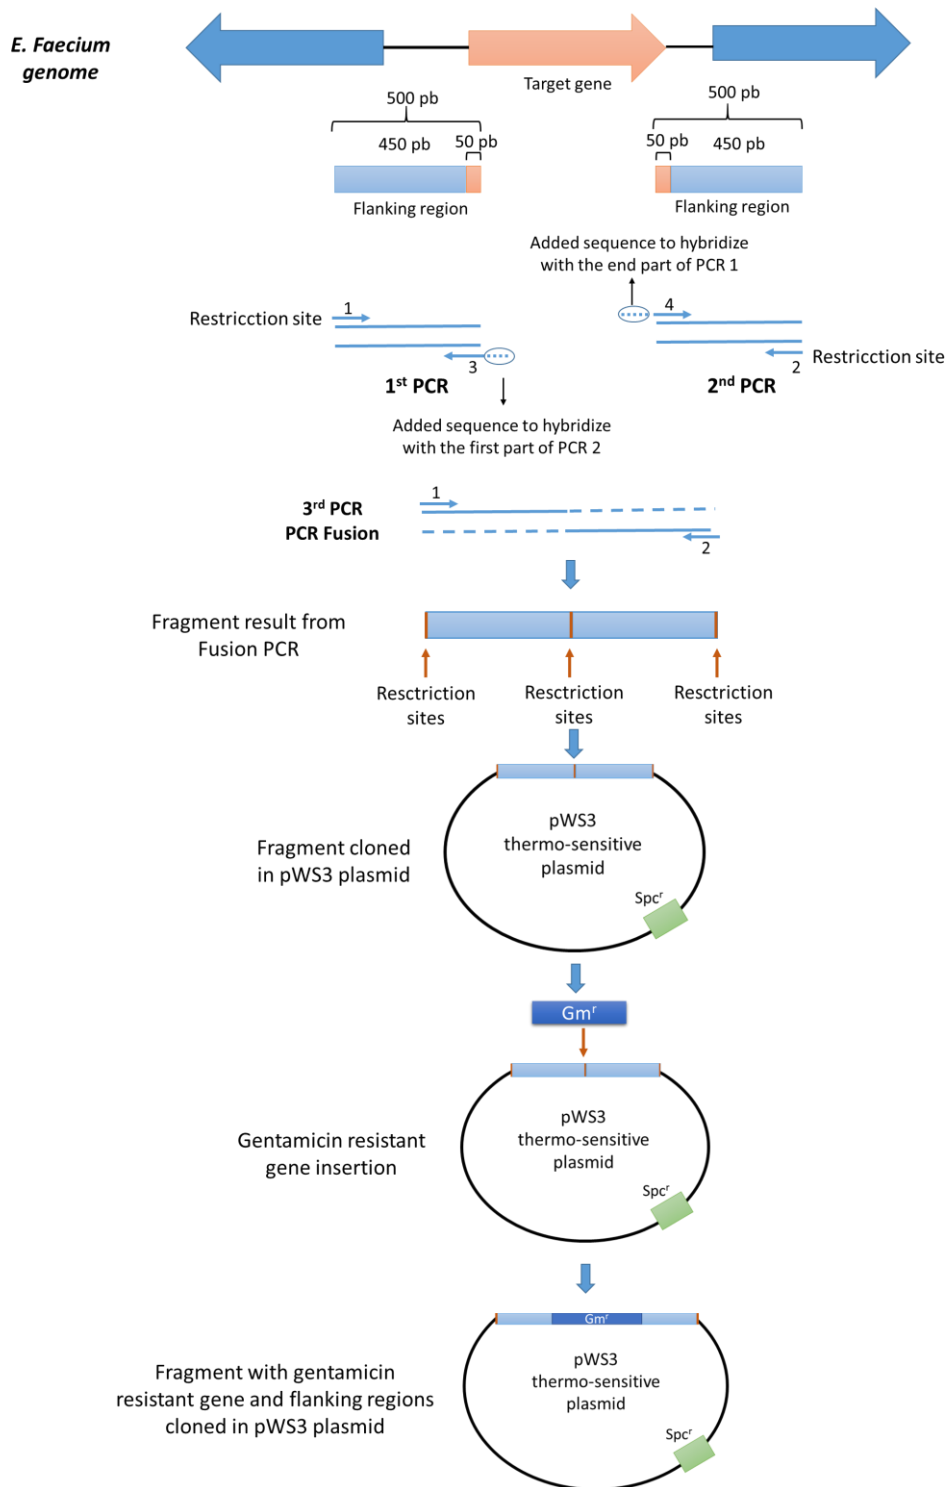 E. Faecium
genome
Target gene
500 pb
500 pb
450 pb
50 pb
50 pb
450 pb
Flanking region
Flanking region
Added sequence to hybridize
with the end part of PCR 1
1
4
Restricction site
3
2
Restricction site
1st PCR
2nd PCR
Added sequence to hybridize
with the first part of PCR 2
1
3rd PCR
PCR Fusion
2
Fragment result from
Fusion PCR
Resctriction
sites
Resctriction
sites
Resctriction
sites
pWS3
thermo-sensitive
plasmid
Fragment cloned
in pWS3 plasmid
Spcr
Gmr
pWS3
thermo-sensitive
plasmid
Gentamicin resistant
gene insertion
Spcr
Gmr
pWS3
thermo-sensitive
plasmid
Fragment with gentamicin
resistant gene and flanking regions
cloned in pWS3 plasmid
Spcr